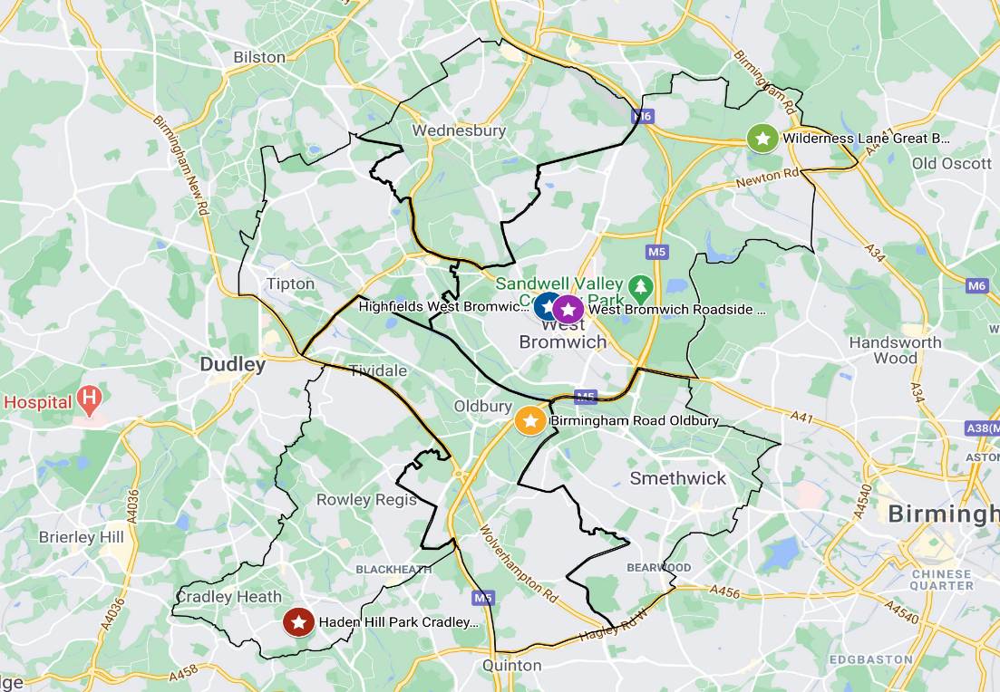 Bilston
Birmingham Rd
Wednesbury
M6
Wilderness Lane Great B...
A4041
Birmingham New Rd
Old Oscott
Newton Rd
M5
A34
Tipton
Sandwell Valley
Park
M6
Highfields West Bromwic...
West Bromwich Roadside ...
West
Bromwich
Handsworth
Wood
Dudley
Tividale
A34
Hospital
H
M5
Oldbury
Birmingham Road Oldbury
A41
A38(M
ASTON
Smethwick
A4036
Rowley Regis
A4540
Birmingh
Brierley Hill
Wolverhampton Rd
BLACKHEATH
BEARWOOD
CHINESE
QUARTER
Cradley Heath
M5
A456
A4036
Haden Hill Park Cradley...
Hagley Rd W
A4540
A458
Quinton
EDGBASTON
dge